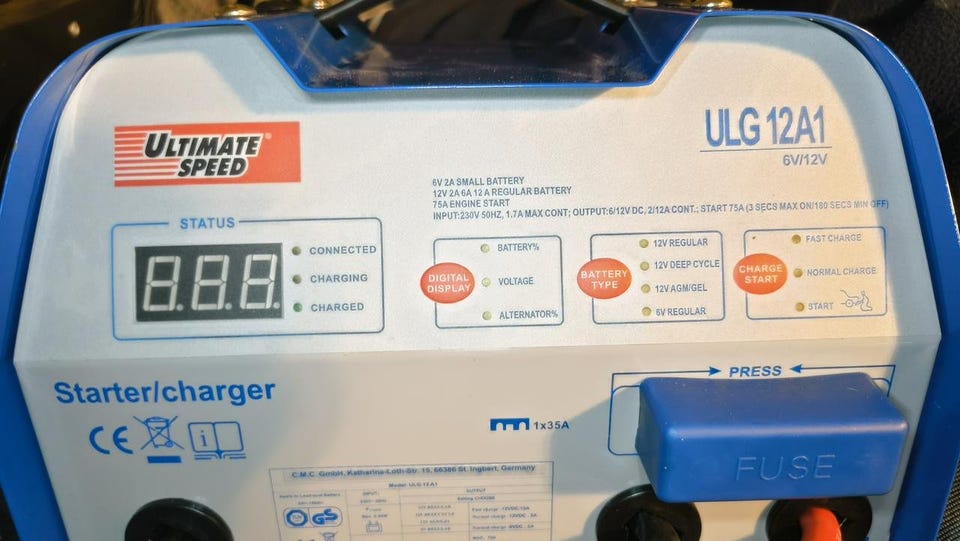 ULTIMATE
SPEED
ULG 12A1
6V/12V
6V 2A SMALL BATTERY
12V 2A 6A 12 A REGULAR BATTERY
75A ENGINE START
INPUT:230V 50HZ, 1.7A MAX CONT; OUTPUT:6/12V DC, 2/12A CONT.; START 75A (3 SECS MAX ON/180 SECS MIN OFF)
STATUS
CONNECTED
CHARGING
CHARGED
DIGITAL
DISPLAY
BATTERY%
VOLTAGE
ALTERNATOR%
BATTERY
TYPE
12V REGULAR
12V DEEP CYCLE
12V AGM/GEL
6V REGULAR
CHARGE
START
FAST CHARGE
NORMAL CHARGE
START
Starter/charger
PRESS
CE
1x35A
FUSE
C.M.C GmbH, Katharina-Loth-Str. 15, 66386 St. Ingbert, Germany
Model: ULG 12 A1
INPUT:
OUTPUT
GS